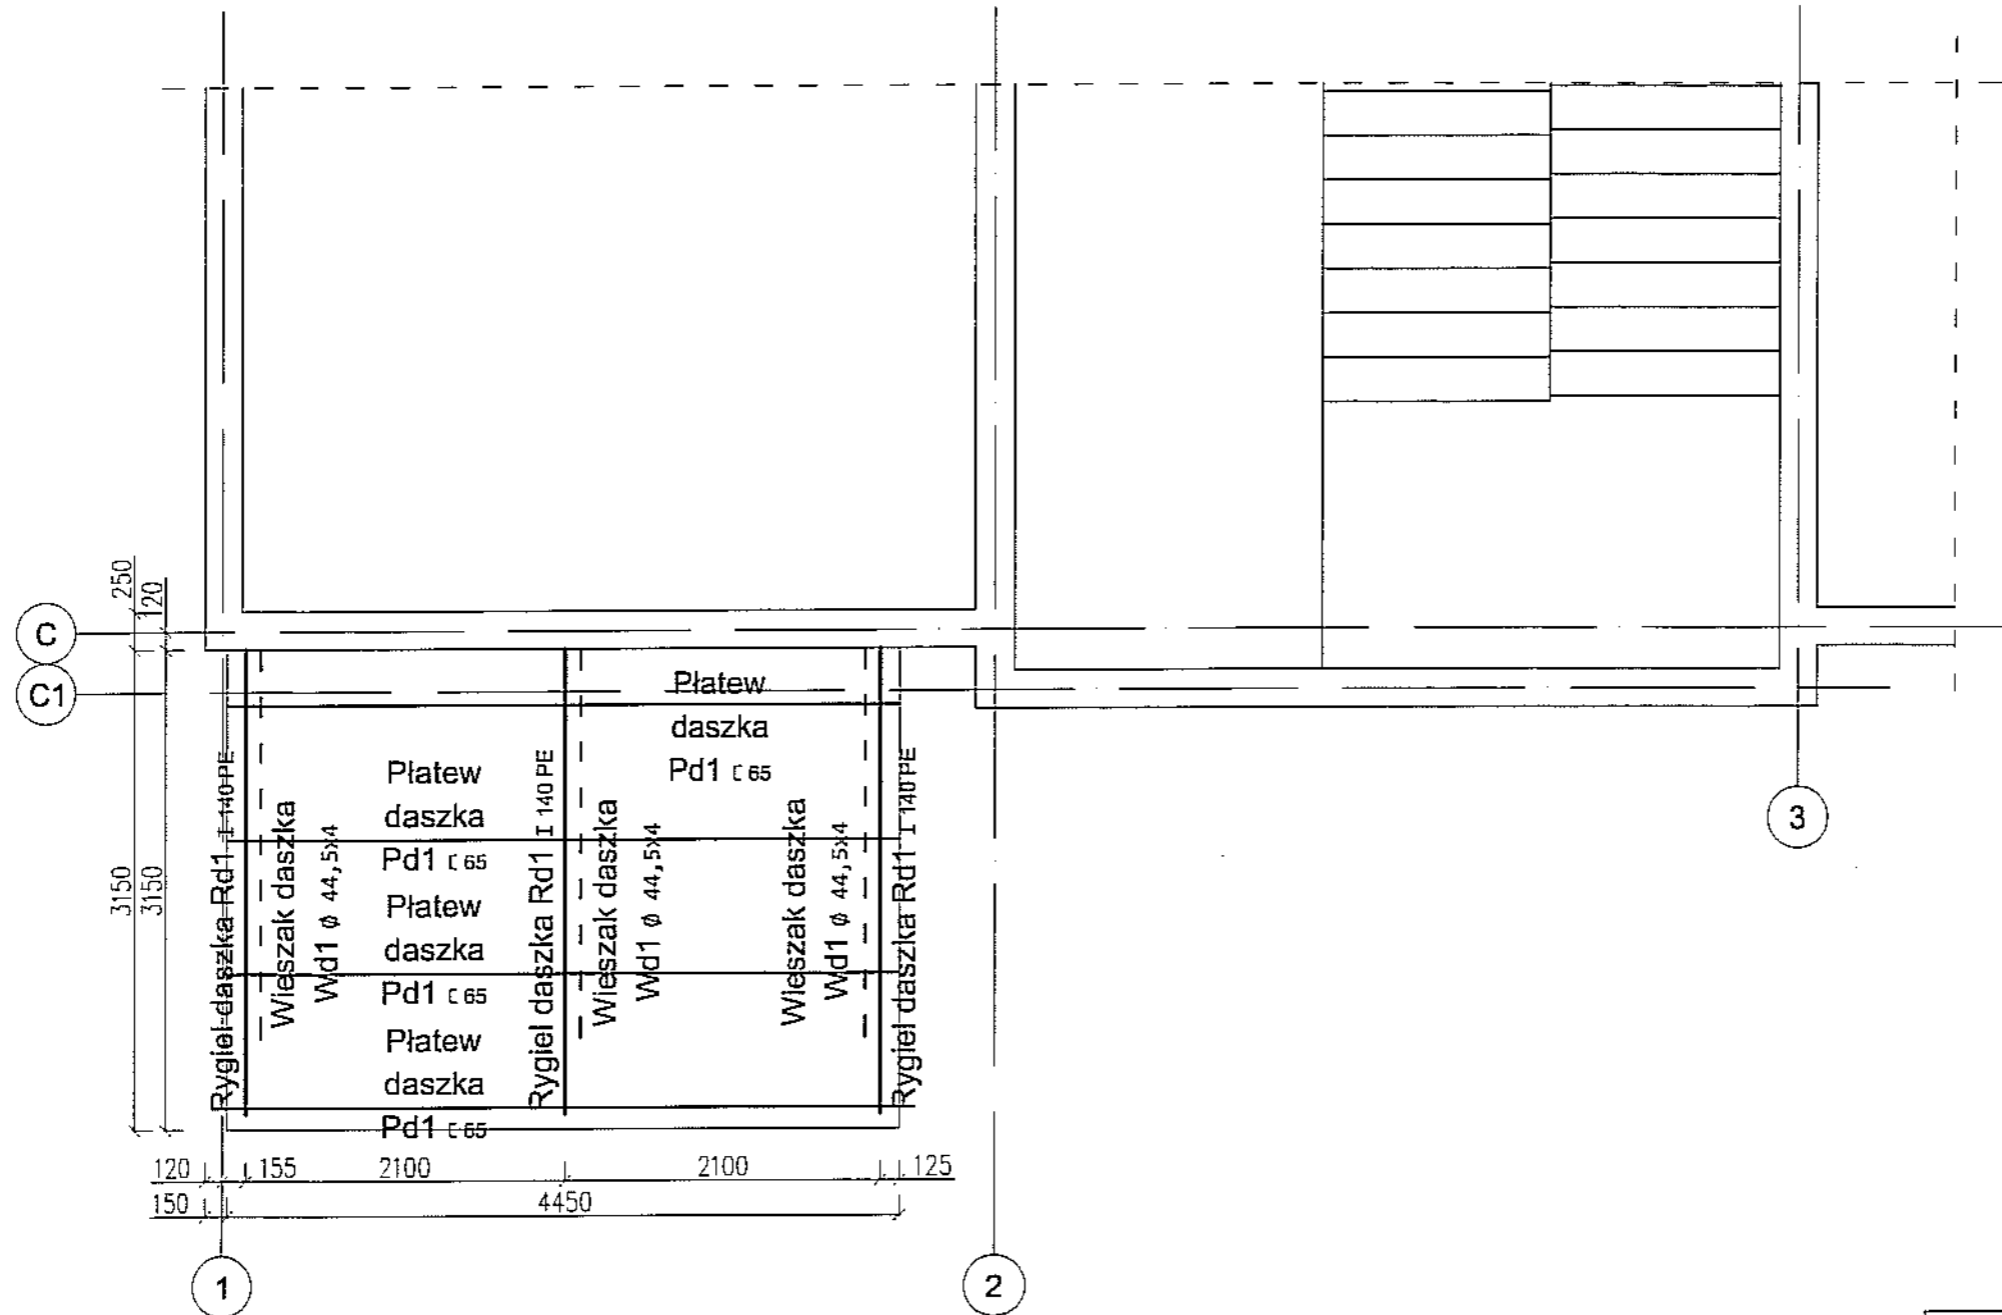 250
120
C
C1
3150
3150
Płatew
daszka
Pd1 [ 65
Płatew
daszka
Pd1 [ 65
Płatew
daszka
Pd1 [ 65
Płatew
daszka
Pd1 [ 65
Rygiel daszka Rd1 I 140 PE
Wieszak daszka
Wd1 ϕ 44,5x4
Rygiel daszka Rd1 I 140 PE
Wieszak daszka
Wd1 ϕ 44,5x4
Wieszak daszka
Wd1 ϕ 44,5x4
Rygiel daszka Rd1 I 140 PE
3
120 155 2100 2100 125
150 4450
1 2